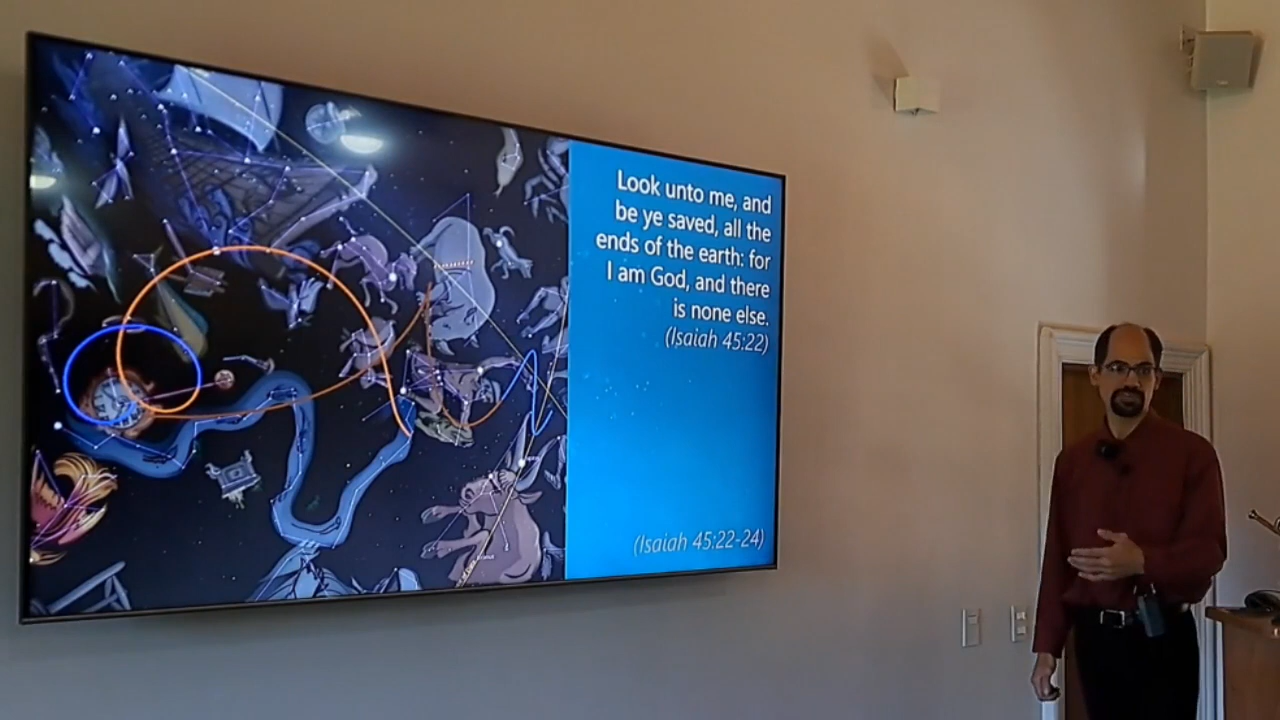 Look unto me, and
be ye saved, all the
ends of the earth: for
I am God, and there
is none else.
(Isaiah 45:22)
(Isaiah 45:22-24)